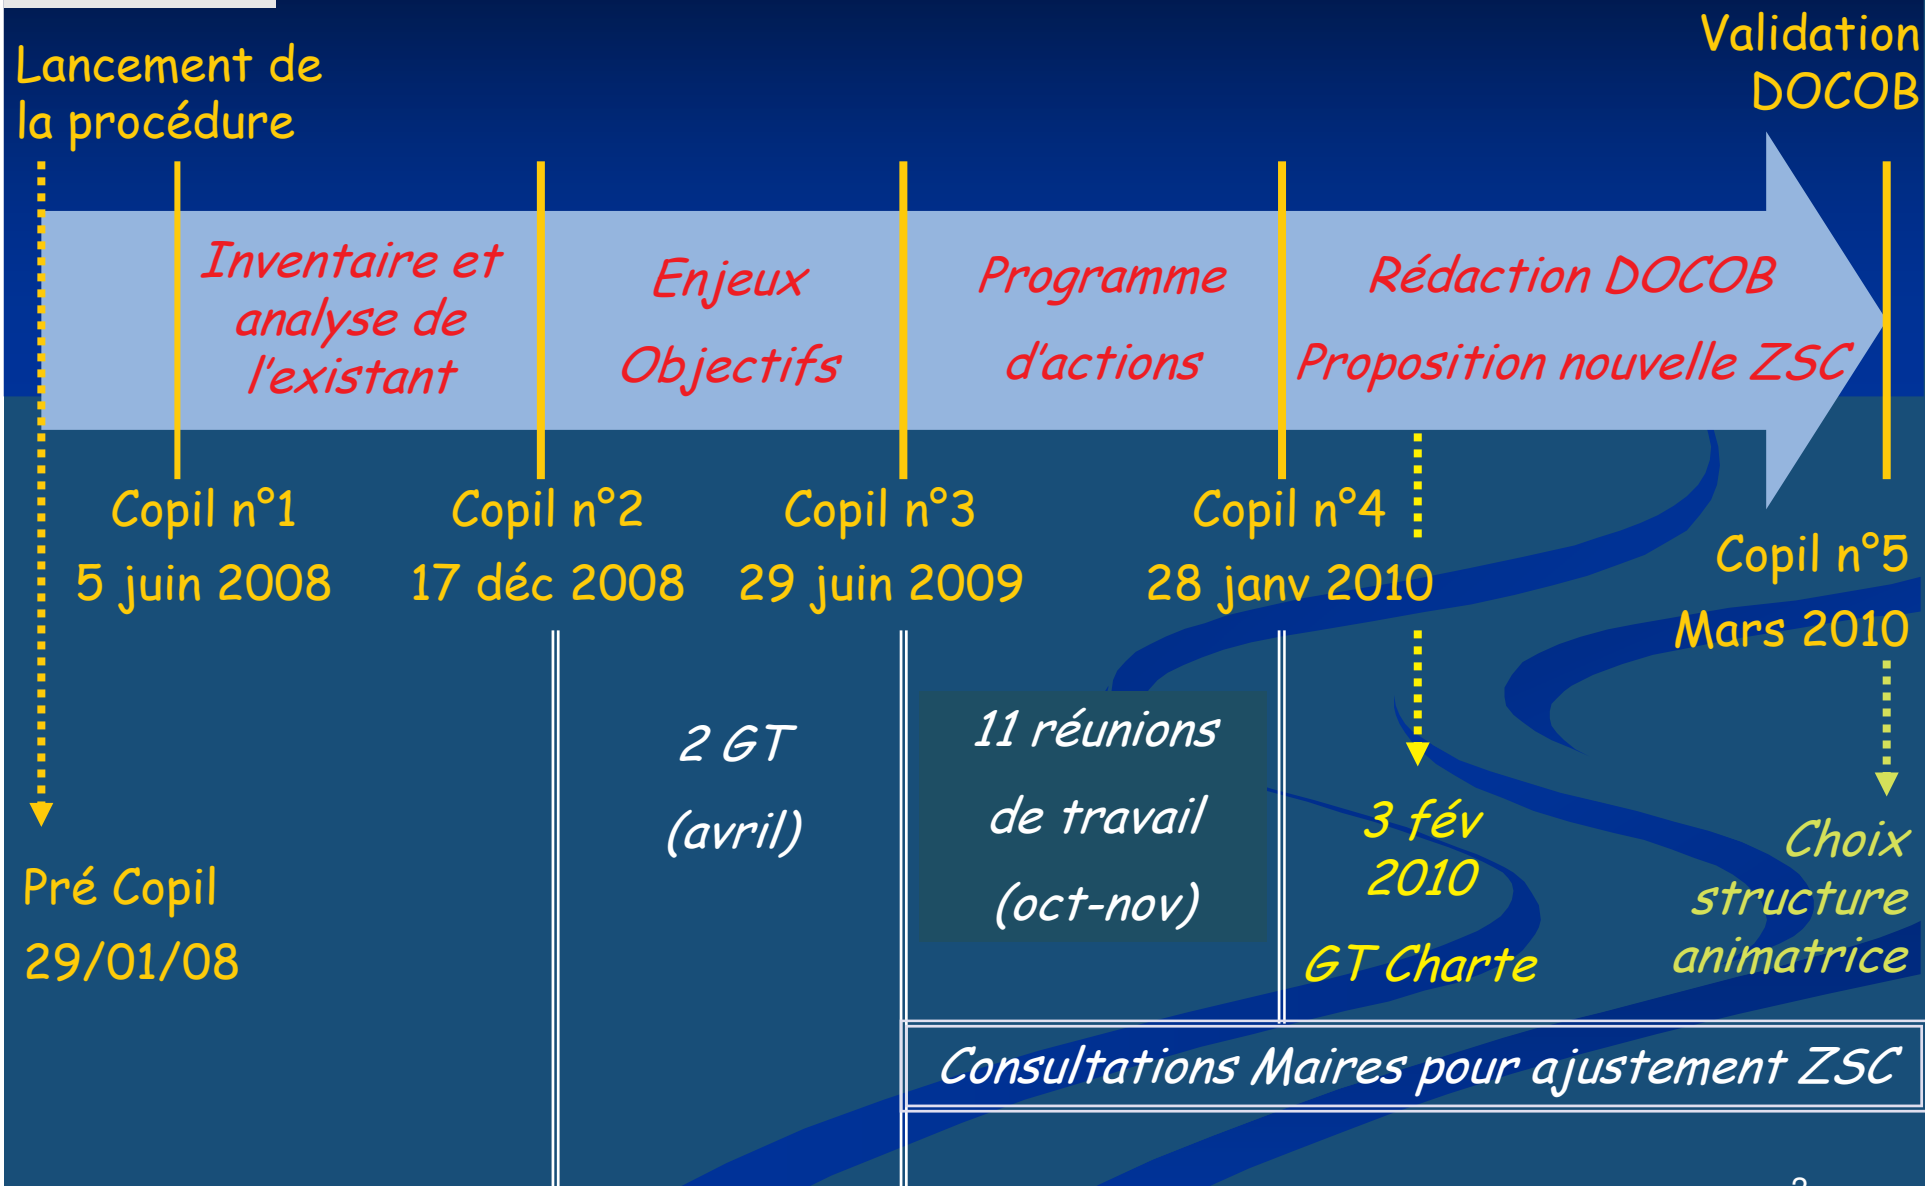 Lancement de
la procédure
Validation
DOCOB
Inventaire et
analyse de
l'existant
Enjeux
Objectifs
Programme
d'actions
Rédaction DOCOB
Proposition nouvelle ZSC
Copil n°1
5 juin 2008
Copil n°2
17 déc 2008
Copil n°3
29 juin 2009
Copil n°4
28 janv 2010
Copil n°5
Mars 2010
Pré Copil
29/01/08
2 GT
(avril)
11 réunions
de travail
(oct-nov)
3 fév
2010
GT Charte
Choix
structure
animatrice
Consultations Maires pour ajustement ZSC